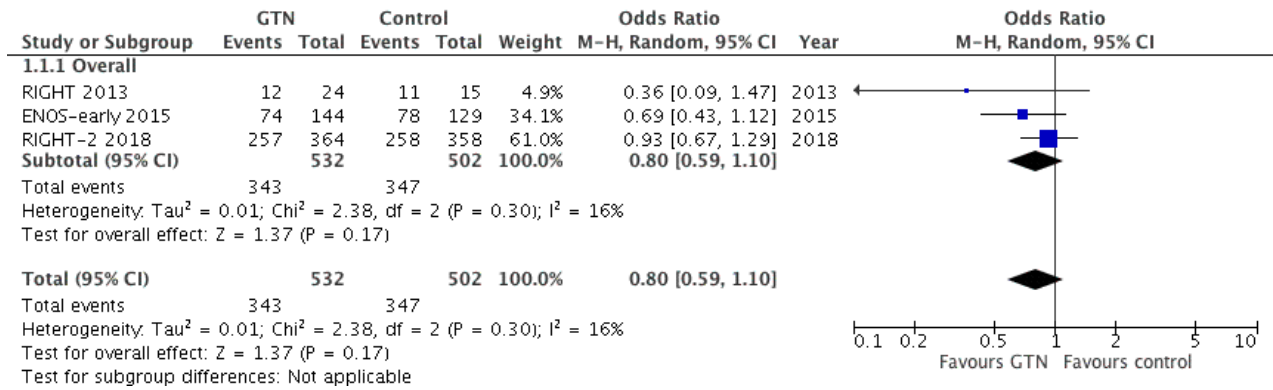 GTN Control Odds Ratio Odds Ratio
Study or Subgroup Events Total Events Total Weight M-H, Random, 95% CI Year M-H, Random, 95% CI
1.1.1 Overall
RIGHT 2013 12 24 11 15 4.9% 0.36 [0.09, 1.47] 2013
ENOS-early 2015 74 144 78 129 34.1% 0.69 [0.43, 1.12] 2015
RIGHT-2 2018 257 364 258 358 61.0% 0.93 [0.67, 1.29] 2018
Subtotal (95% CI) 532 502 100.0% 0.80 [0.59, 1.10]
Total events 343 347
Heterogeneity: Tau² = 0.01; Chi² = 2.38, df = 2 (P = 0.30); I² = 16%
Test for overall effect: Z = 1.37 (P = 0.17)
Total (95% CI) 532 502 100.0% 0.80 [0.59, 1.10]
Total events 343 347
Heterogeneity: Tau² = 0.01; Chi² = 2.38, df = 2 (P = 0.30); I² = 16%
Test for overall effect: Z = 1.37 (P = 0.17)
Test for subgroup differences: Not applicable
0.1 0.2 0.5 1 2 5 10
Favours GTN Favours control